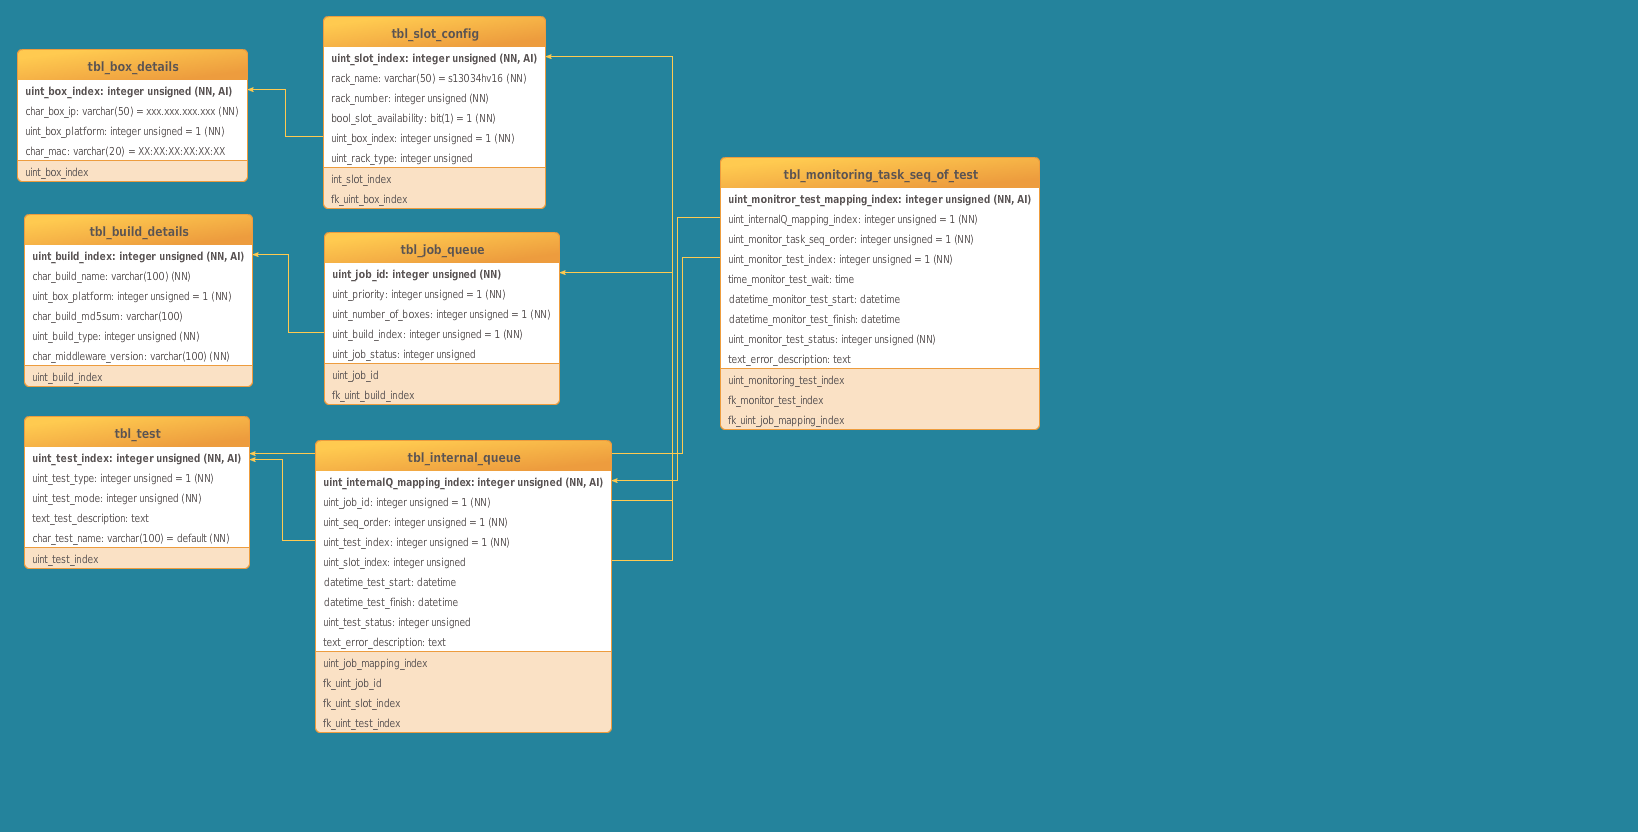 tbl_box_details
uint_box_index: integer unsigned (NN, AI)
char_box_ip: varchar(50) = xxx.xxx.xxx.xxx (NN)
uint_box_platform: integer unsigned = 1 (NN)
char_mac: varchar(20) = XX:XX:XX:XX:XX:XX
uint_box_index
tbl_build_details
uint_build_index: integer unsigned (NN, AI)
char_build_name: varchar(100) (NN)
uint_box_platform: integer unsigned = 1 (NN)
char_build_md5sum: varchar(100)
uint_build_type: integer unsigned (NN)
char_middleware_version: varchar(100) (NN)
uint_build_index
tbl_test
uint_test_index: integer unsigned (NN, AI)
uint_test_type: integer unsigned = 1 (NN)
uint_test_mode: integer unsigned (NN)
text_test_description: text
char_test_name: varchar(100) = default (NN)
uint_test_index
tbl_slot_config
uint_slot_index: integer unsigned (NN, AI)
rack_name: varchar(50) = s13034hv16 (NN)
rack_number: integer unsigned (NN)
bool_slot_availability: bit(1) = 1 (NN)
uint_box_index: integer unsigned = 1 (NN)
uint_rack_type: integer unsigned
int_slot_index
fk_uint_box_index
tbl_job_queue
uint_job_id: integer unsigned (NN)
uint_priority: integer unsigned = 1 (NN)
uint_number_of_boxes: integer unsigned = 1 (NN)
uint_build_index: integer unsigned = 1 (NN)
uint_job_status: integer unsigned
uint_job_id
fk_uint_build_index
tbl_internal_queue
uint_internalQ_mapping_index: integer unsigned (NN, AI)
uint_job_id: integer unsigned = 1 (NN)
uint_seq_order: integer unsigned = 1 (NN)
uint_test_index: integer unsigned = 1 (NN)
uint_slot_index: integer unsigned
datetime_test_start: datetime
datetime_test_finish: datetime
uint_test_status: integer unsigned
text_error_description: text
uint_job_mapping_index
fk_uint_job_id
fk_uint_slot_index
fk_uint_test_index
tbl_monitoring_task_seq_of_test
uint_monitror_test_mapping_index: integer unsigned (NN, AI)
uint_internalQ_mapping_index: integer unsigned = 1 (NN)
uint_monitor_task_seq_order: integer unsigned = 1 (NN)
uint_monitor_test_index: integer unsigned = 1 (NN)
time_monitor_test_wait: time
datetime_monitor_test_start: datetime
datetime_monitor_test_finish: datetime
uint_monitor_test_status: integer unsigned (NN)
text_error_description: text
uint_monitoring_test_index
fk_monitor_test_index
fk_uint_job_mapping_index